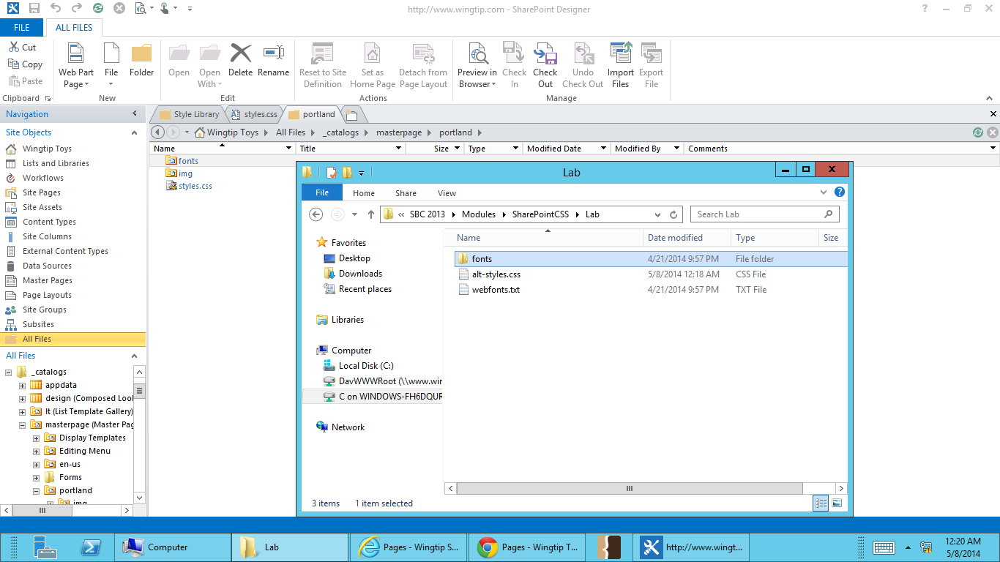 http://www.wingtip.com - SharePoint Designer
FILE ALL FILES
Cut
Copy
Paste
Clipboard
Web Part Page
File
Folder
New
Open
Open With
Delete
Rename
Edit
Reset to Site Definition
Set as Home Page
Detach from Page Layout
Actions
Preview in Browser
Check In
Check Out
Undo Check Out
Import Files
Export File
Manage
Navigation
Site Objects
Wingtip Toys
Lists and Libraries
Workflows
Site Pages
Site Assets
Content Types
Site Columns
External Content Types
Data Sources
Master Pages
Page Layouts
Site Groups
Subsites
All Files
All Files
_catalogs
appdata
design (Composed Lool
lt (List Template Gallery)
masterpage (Master Pag
Display Templates
Editing Menu
en-us
Forms
portland
img
Style Library styles.css portland
Wingtip Toys All Files _catalogs masterpage portland
Name Title Size Type Modified Date Modified By Comments
fonts
img
styles.css
Lab
File Home Share View
« SBC 2013 Modules SharePointCSS Lab
Search Lab
Favorites
Desktop
Downloads
Recent places
Libraries
Computer
Local Disk (C:)
DavWWWRoot (\\www.wir
C on WINDOWS-FH6DQUR
Network
Name Date modified Type Size
fonts 4/21/2014 9:57 PM File folder
alt-styles.css 5/8/2014 12:18 AM CSS File
webfonts.txt 4/21/2014 9:57 PM TXT File
3 items 1 item selected
Computer
Lab
Pages - Wingtip S...
Pages - Wingtip T...
http://www.wingt...
12:20 AM
5/8/2014